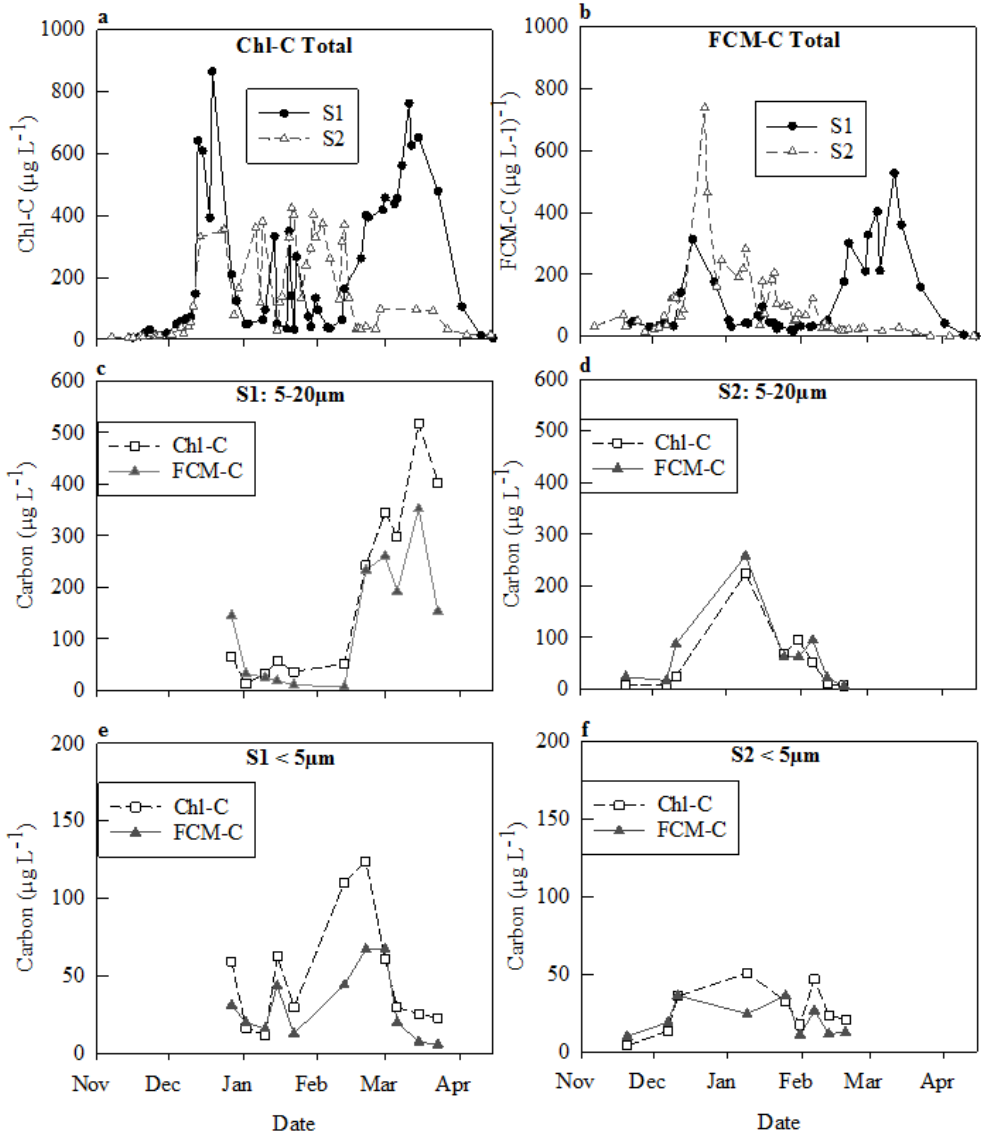 a
Chl-C Total
Chl-C (µg L⁻¹)
1000
800
600
400
200
0
S1
S2
b
FCM-C Total
FCM-C (µg L-1)⁻¹
1000
800
600
400
200
0
S1
S2
c
S1: 5-20µm
Carbon (µg L⁻¹)
600
500
400
300
200
100
0
Chl-C
FCM-C
d
S2: 5-20µm
Carbon (µg L⁻¹)
600
500
400
300
200
100
0
Chl-C
FCM-C
e
S1 < 5µm
Carbon (µg L⁻¹)
200
150
100
50
0
Chl-C
FCM-C
Nov Dec Jan Feb Mar Apr
Date
f
S2 < 5µm
Carbon (µg L⁻¹)
200
150
100
50
0
Chl-C
FCM-C
Nov Dec Jan Feb Mar Apr
Date